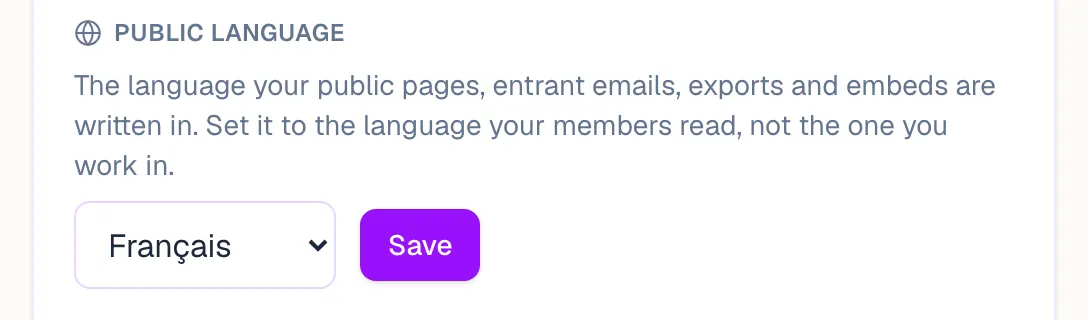 PUBLIC LANGUAGE
The language your public pages, entrant emails, exports and embeds are
written in. Set it to the language your members read, not the one you
work in.
Français
Save